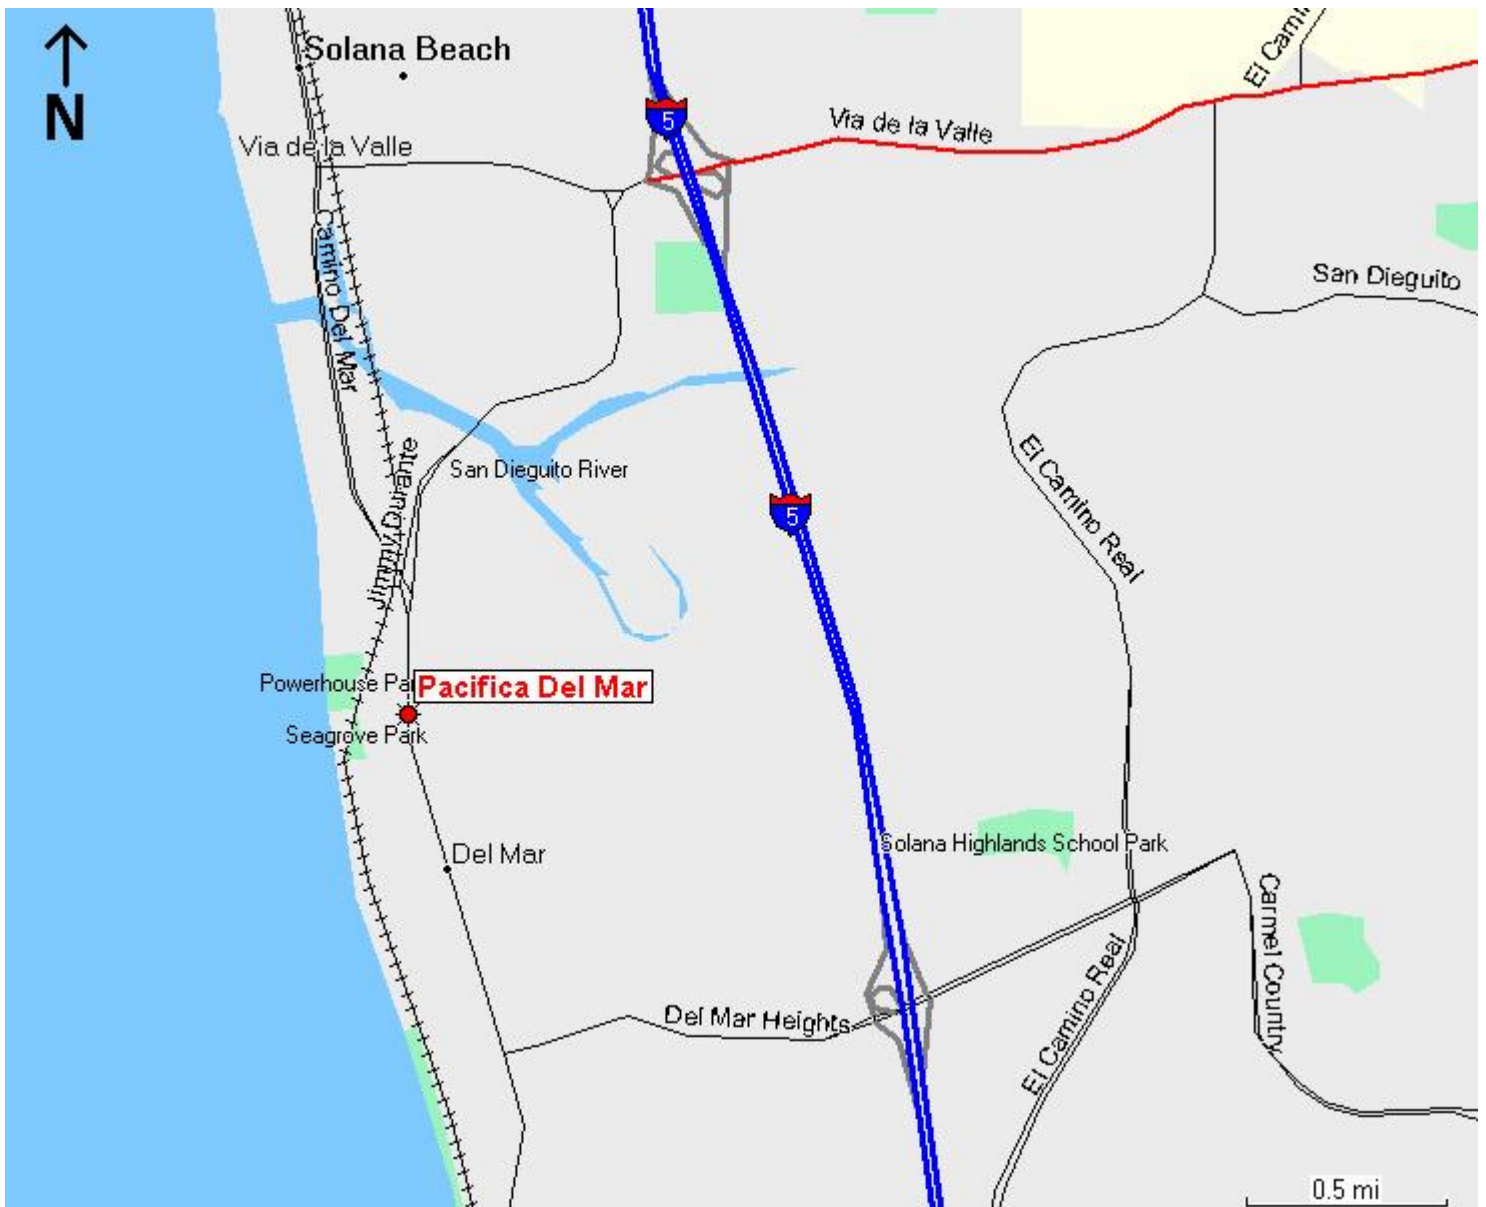 El Cami
Solana Beach
N
5
Via de la Valle
Via de la Valle
Camino Del Mar
San Dieguito
Jimmy Durante
San Dieguito River
5
El Camino Real
Powerhouse Pa
Pacifica Del Mar
Seagrove Park
Solana Highlands School Park
Del Mar
Carmel Country
Del Mar Heights
El Camino Real
0.5 mi